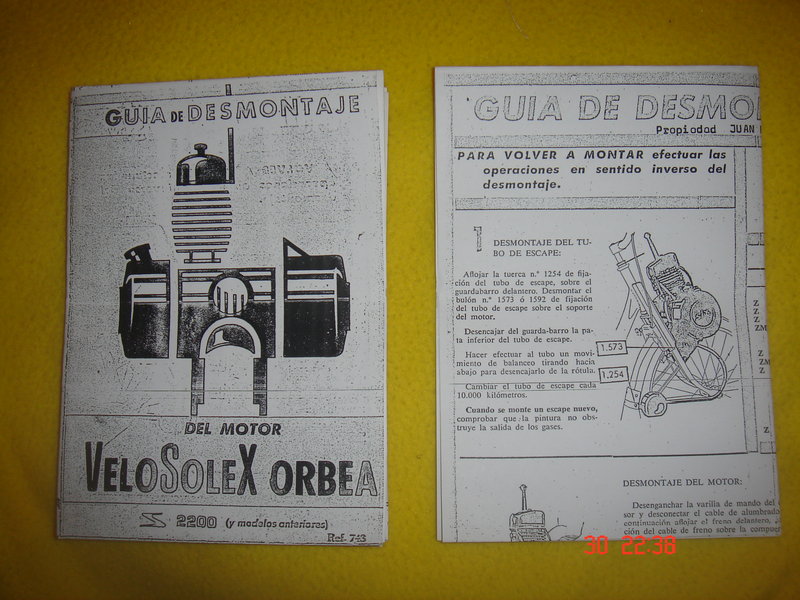 GUIA DE DESMONTAJE
DEL MOTOR
VELOSOLEX ORBEA
S 2200 (y modelos anteriores)
Ref. 743
GUIA DE DESMO
Propiedad JUAN
PARA VOLVER A MONTAR efectuar las
operaciones en sentido inverso del
desmontaje.
1 DESMONTAJE DEL TU-
BO DE ESCAPE:
Aflojar la tuerca n.º 1254 de fija-
ción del tubo de escape, sobre el
guardabarro delantero. Desmontar el
bulón n.º 1573 ó 1592 de fijación
del tubo de escape sobre el soporte
del motor.
Desencajar del guarda-barro la pa-
ta inferior del tubo de escape.
Hacer efectuar al tubo un movi-
miento de balanceo tirando hacia
abajo para desencajarlo de la rótula.
Cambiar el tubo de escape cada
10.000 kilómetros.
Cuando se monte un escape nuevo,
comprobar que la pintura no obs-
truye la salida de los gases.
1.573
1.254
Z
Z
Z
ZM
Z
ZM
Z
DESMONTAJE DEL MOTOR:
Desenganchar la varilla de mando del
sor y desconectar el cable de alumbrado
continuación aflojar el freno delantero,
ción del cable de freno sobre la compue
30 22:38